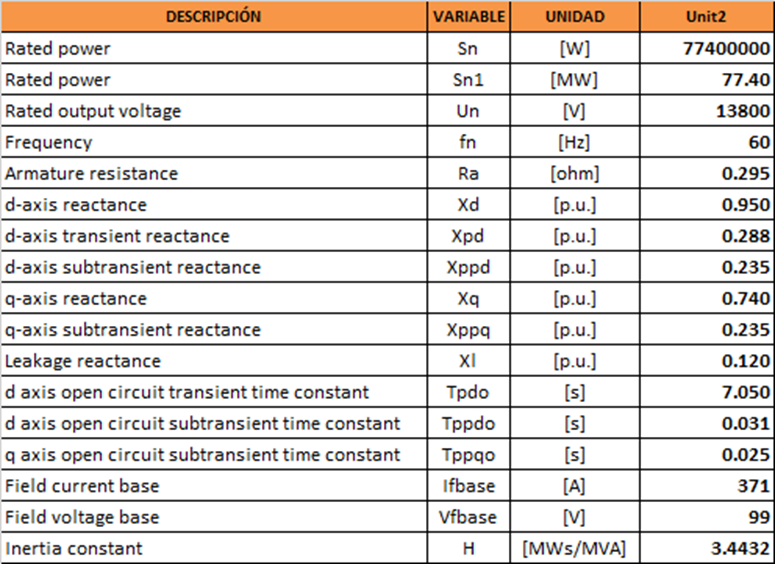 DESCRIPCIÓN VARIABLE UNIDAD Unit2
Rated power Sn [W] 77400000
Rated power Sn1 [MW] 77.40
Rated output voltage Un [V] 13800
Frequency fn [Hz] 60
Armature resistance Ra [ohm] 0.295
d-axis reactance Xd [p.u.] 0.950
d-axis transient reactance Xpd [p.u.] 0.288
d-axis subtransient reactance Xppd [p.u.] 0.235
q-axis reactance Xq [p.u.] 0.740
q-axis subtransient reactance Xppq [p.u.] 0.235
Leakage reactance Xl [p.u.] 0.120
d axis open circuit transient time constant Tpdo [s] 7.050
d axis open circuit subtransient time constant Tppdo [s] 0.031
q axis open circuit subtransient time constant Tppqo [s] 0.025
Field current base Ifbase [A] 371
Field voltage base Vfbase [V] 99
Inertia constant H [MWs/MVA] 3.4432